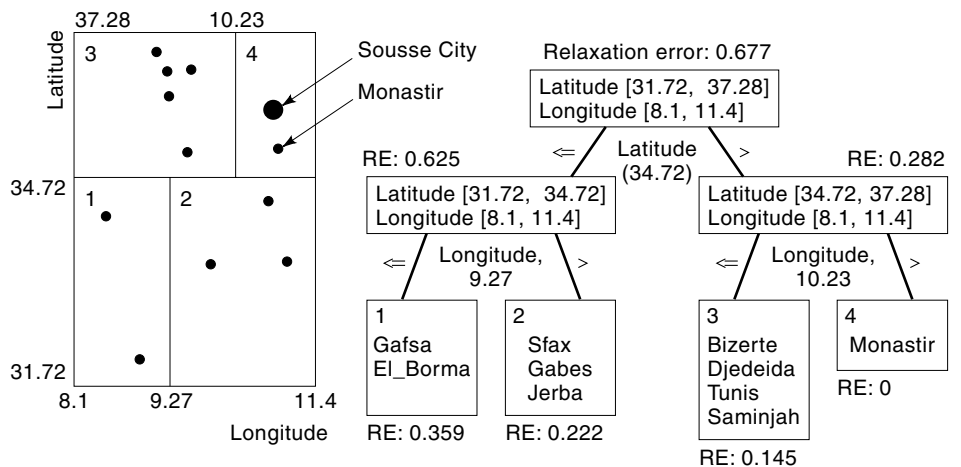 37.28
10.23
3
4
Latitude
Sousse City
Monastir
34.72
1
2
31.72
8.1
9.27
11.4
Longitude
Relaxation error: 0.677
Latitude [31.72, 37.28]
Longitude [8.1, 11.4]
<=
Latitude
(34.72)
>
RE: 0.625
Latitude [31.72, 34.72]
Longitude [8.1, 11.4]
RE: 0.282
Latitude [34.72, 37.28]
Longitude [8.1, 11.4]
<=
Longitude,
9.27
>
<=
Longitude,
10.23
>
1
Gafsa
El_Borma
RE: 0.359
2
Sfax
Gabes
Jerba
RE: 0.222
3
Bizerte
Djedeida
Tunis
Saminjah
RE: 0.145
4
Monastir
RE: 0